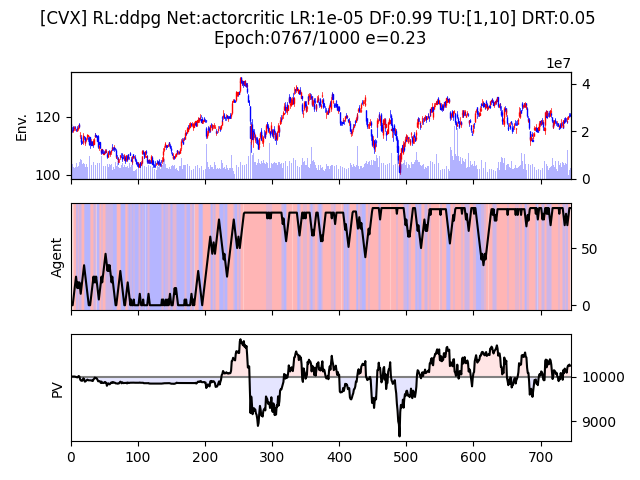 [CVX] RL:ddpg Net:actorcritic LR:1e-05 DF:0.99 TU:[1,10] DRT:0.05
Epoch:0767/1000 e=0.23
1e7
Env.
120
100
4
2
0
Agent
50
0
PV
10000
9000
0 100 200 300 400 500 600 700